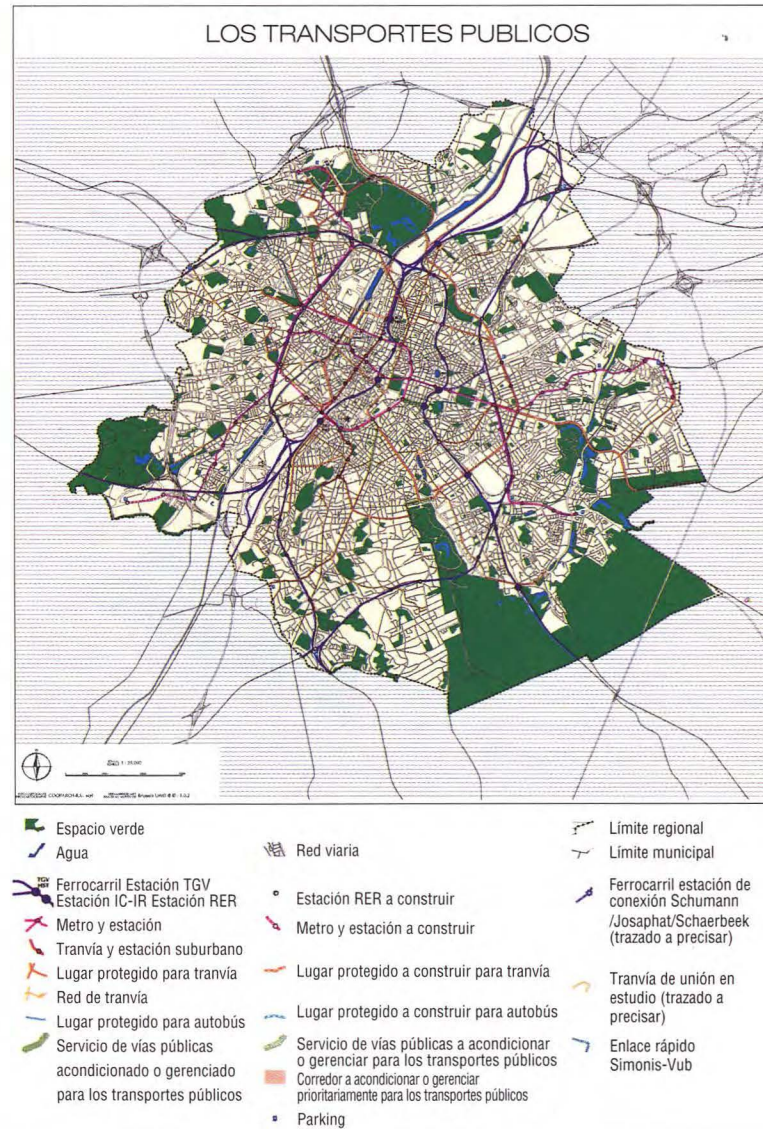 LOS TRANSPORTES PUBLICOS
Espacio verde
Agua
TGV
HST
Ferrocarril Estación TGV
Estación IC-IR Estación RER
Metro y estación
Tranvía y estación suburbano
Lugar protegido para tranvía
Red de tranvía
Lugar protegido para autobús
Servicio de vías públicas
acondicionado o gerenciado
para los transportes públicos
Red viaria
Estación RER a construir
Metro y estación a construir
Lugar protegido a construir para tranvía
Lugar protegido a construir para autobús
Servicio de vías públicas a acondicionar
o gerenciar para los transportes públicos
Corredor a acondicionar o gerenciar
prioritariamente para los transportes públicos
Parking
Límite regional
Límite municipal
Ferrocarril estación de
conexión Schumann
/Josaphat/Schaerbeek
(trazado a precisar)
Tranvía de unión en
estudio (trazado a
precisar)
Enlace rápido
Simonis-Vub